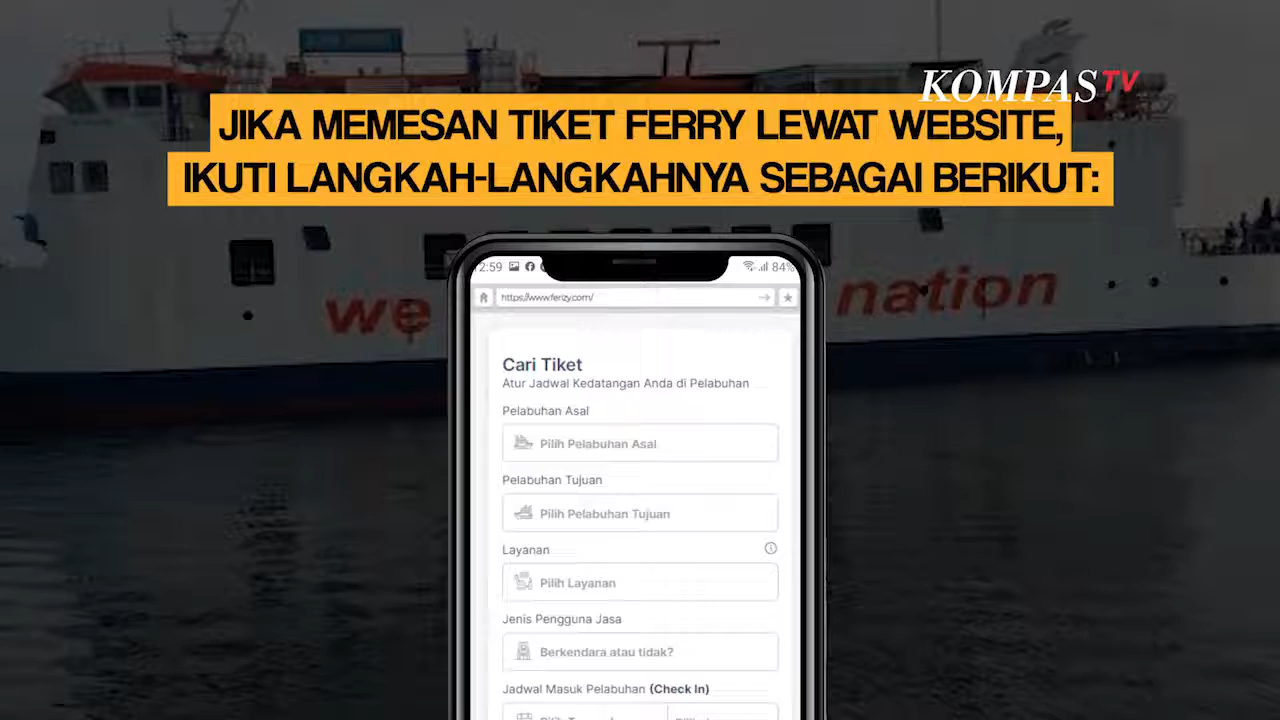 KOMPASTV
JIKA MEMESAN TIKET FERRY LEWAT WEBSITE,
IKUTI LANGKAH-LANGKAHNYA SEBAGAI BERIKUT:
we
nation
2:59
84%
https://www.ferizy.com/
Cari Tiket
Atur Jadwal Kedatangan Anda di Pelabuhan
Pelabuhan Asal
Pilih Pelabuhan Asal
Pelabuhan Tujuan
Pilih Pelabuhan Tujuan
Layanan
Pilih Layanan
Jenis Pengguna Jasa
Berkendara atau tidak?
Jadwal Masuk Pelabuhan (Check In)